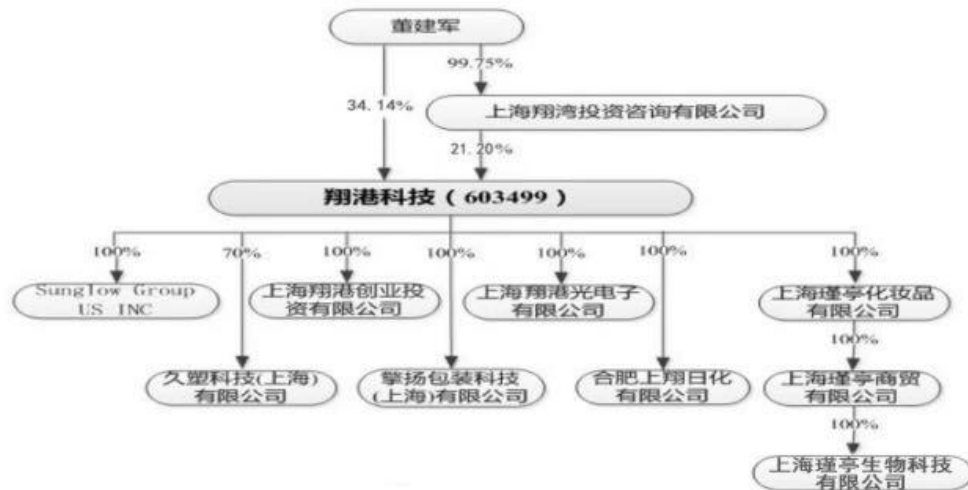 董建军
99.75%
34.14%
上海翔湾投资咨询有限公司
21.20%
翔港科技（603499）
100%
70%
100%
100%
100%
100%
100%
Sunglow Group
US INC
上海翔港创业投
资有限公司
上海翔港光电子
有限公司
上海瑾亭化妆品
有限公司
100%
久塑科技(上海)
有限公司
擎扬包装科技
(上海)有限公司
合肥上翔日化
有限公司
上海瑾亭商贸
有限公司
100%
上海瑾亭生物科技
有限公司